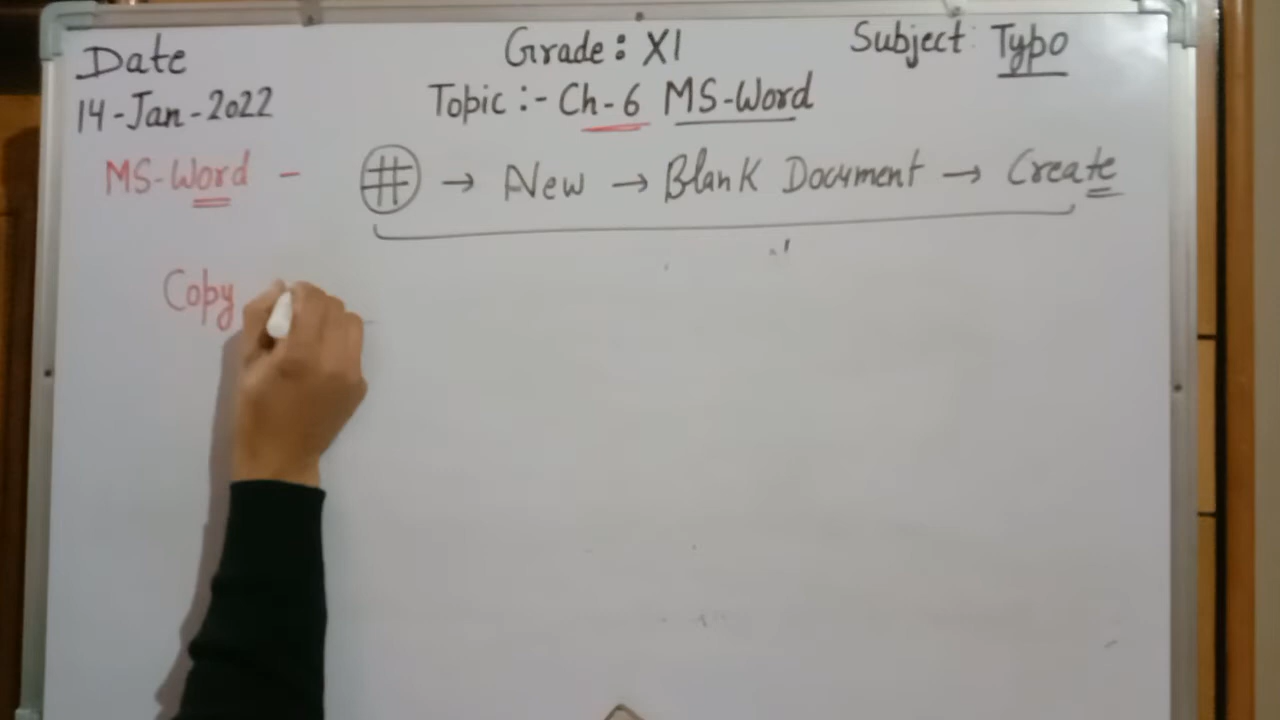 Date Grade : XI Subject : Typo
14-Jan-2022 Topic :- Ch-6 MS-Word
MS-Word - # → New → Blank Document → Create
Copy